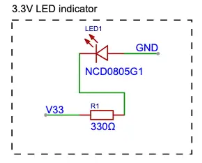 3.3V LED indicator
LED1
GND
NCD0805G1
V33
R1
330Ω